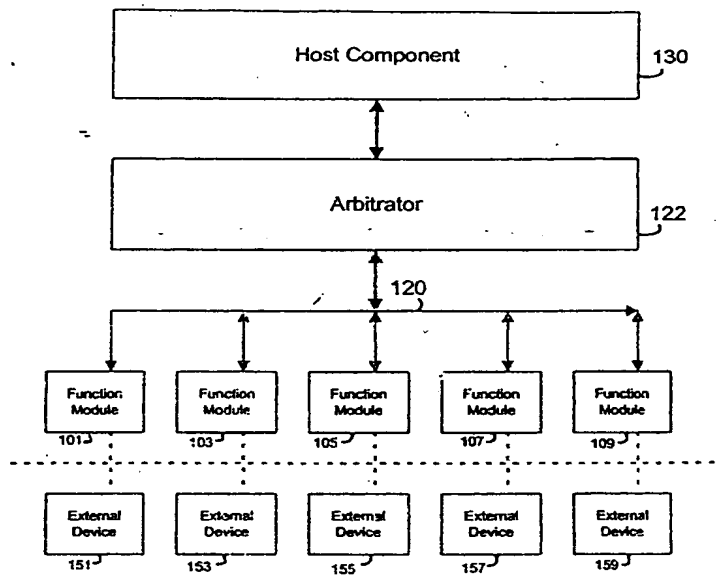 Host Component
130
Arbitrator
122
120
Function Module
101
Function Module
103
Function Module
105
Function Module
107
Function Module
109
External Device
151
External Device
153
External Device
155
External Device
157
External Device
159